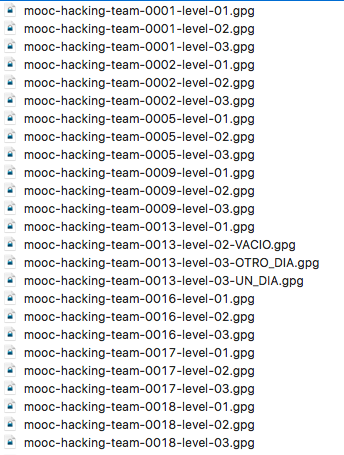 mooc-hacking-team-0001-level-01.gpg
mooc-hacking-team-0001-level-02.gpg
mooc-hacking-team-0001-level-03.gpg
mooc-hacking-team-0002-level-01.gpg
mooc-hacking-team-0002-level-02.gpg
mooc-hacking-team-0002-level-03.gpg
mooc-hacking-team-0005-level-01.gpg
mooc-hacking-team-0005-level-02.gpg
mooc-hacking-team-0005-level-03.gpg
mooc-hacking-team-0009-level-01.gpg
mooc-hacking-team-0009-level-02.gpg
mooc-hacking-team-0009-level-03.gpg
mooc-hacking-team-0013-level-01.gpg
mooc-hacking-team-0013-level-02-VACIO.gpg
mooc-hacking-team-0013-level-03-OTRO_DIA.gpg
mooc-hacking-team-0013-level-03-UN_DIA.gpg
mooc-hacking-team-0016-level-01.gpg
mooc-hacking-team-0016-level-02.gpg
mooc-hacking-team-0016-level-03.gpg
mooc-hacking-team-0017-level-01.gpg
mooc-hacking-team-0017-level-02.gpg
mooc-hacking-team-0017-level-03.gpg
mooc-hacking-team-0018-level-01.gpg
mooc-hacking-team-0018-level-02.gpg
mooc-hacking-team-0018-level-03.gpg